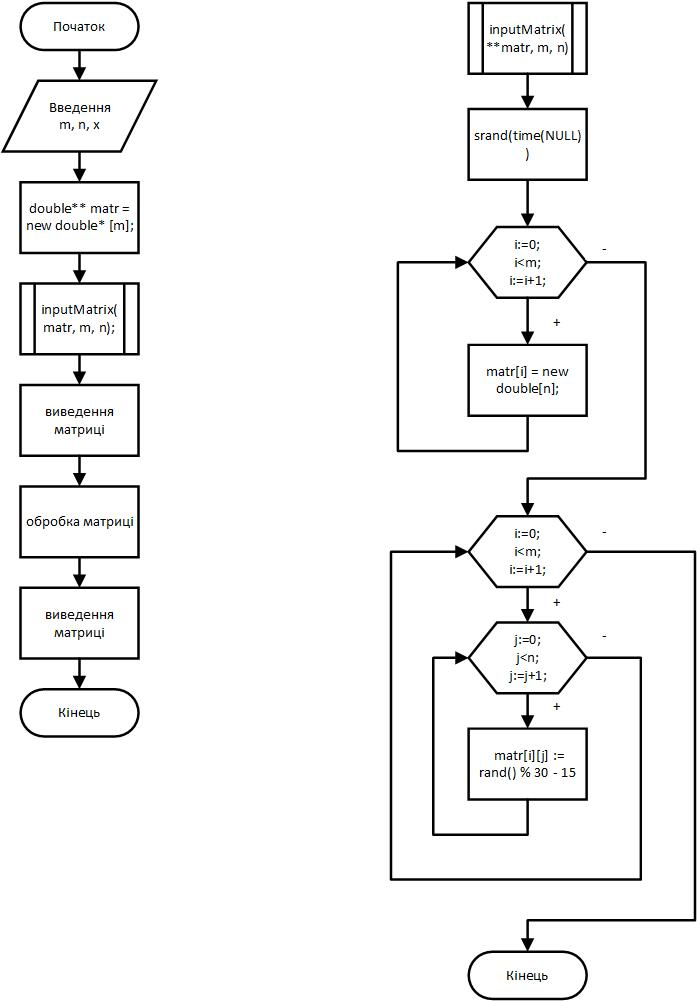 Початок
Введення
m, n, x
double** matr =
new double* [m];
inputMatrix(
matr, m, n);
виведення
матриці
обробка матриці
виведення
матриці
Кінець
inputMatrix(
**matr, m, n)
srand(time(NULL)
)
i:=0;
i<m;
i:=i+1;
-
+
matr[i] = new
double[n];
i:=0;
i<m;
i:=i+1;
-
+
j:=0;
j<n;
j:=j+1;
-
+
matr[i][j] :=
rand() % 30 - 15
Кінець